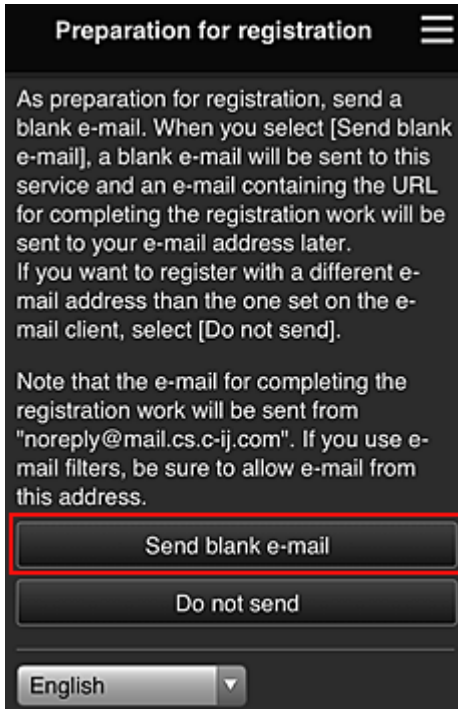 Preparation for registration
As preparation for registration, send a
blank e-mail. When you select [Send blank
e-mail], a blank e-mail will be sent to this
service and an e-mail containing the URL
for completing the registration work will be
sent to your e-mail address later.
If you want to register with a different e-
mail address than the one set on the e-
mail client, select [Do not send].
Note that the e-mail for completing the
registration work will be sent from
"noreply@mail.cs.c-ij.com". If you use e-
mail filters, be sure to allow e-mail from
this address.
Send blank e-mail
Do not send
English